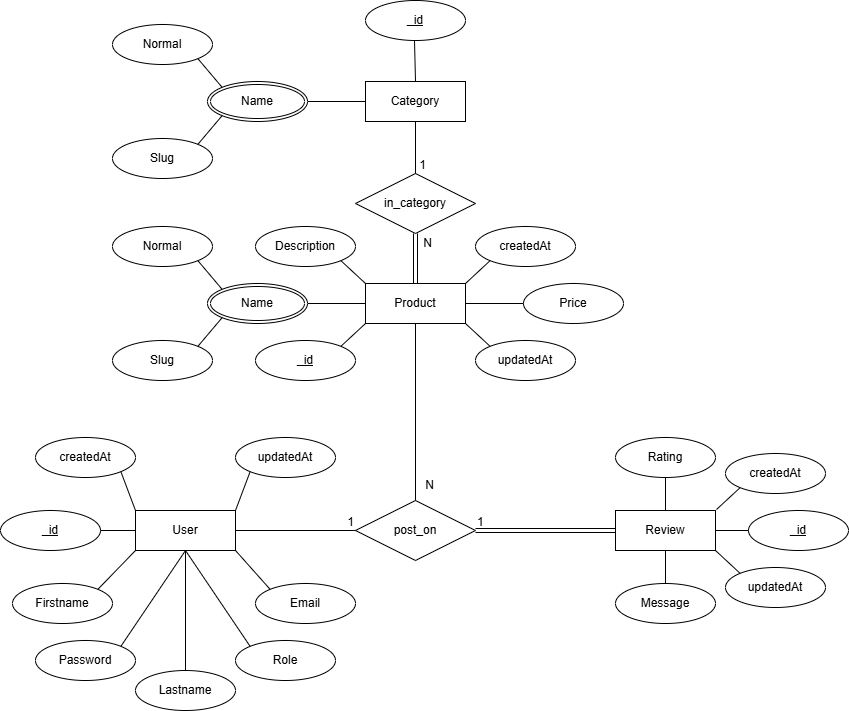 _id
Normal
Name
Category
Slug
1
in_category
N
Normal
Description
createdAt
Name
Product
Price
Slug
_id
updatedAt
createdAt
updatedAt
N
Rating
createdAt
_id
User
1
post_on
1
Review
_id
Firstname
Email
Message
updatedAt
Password
Role
Lastname